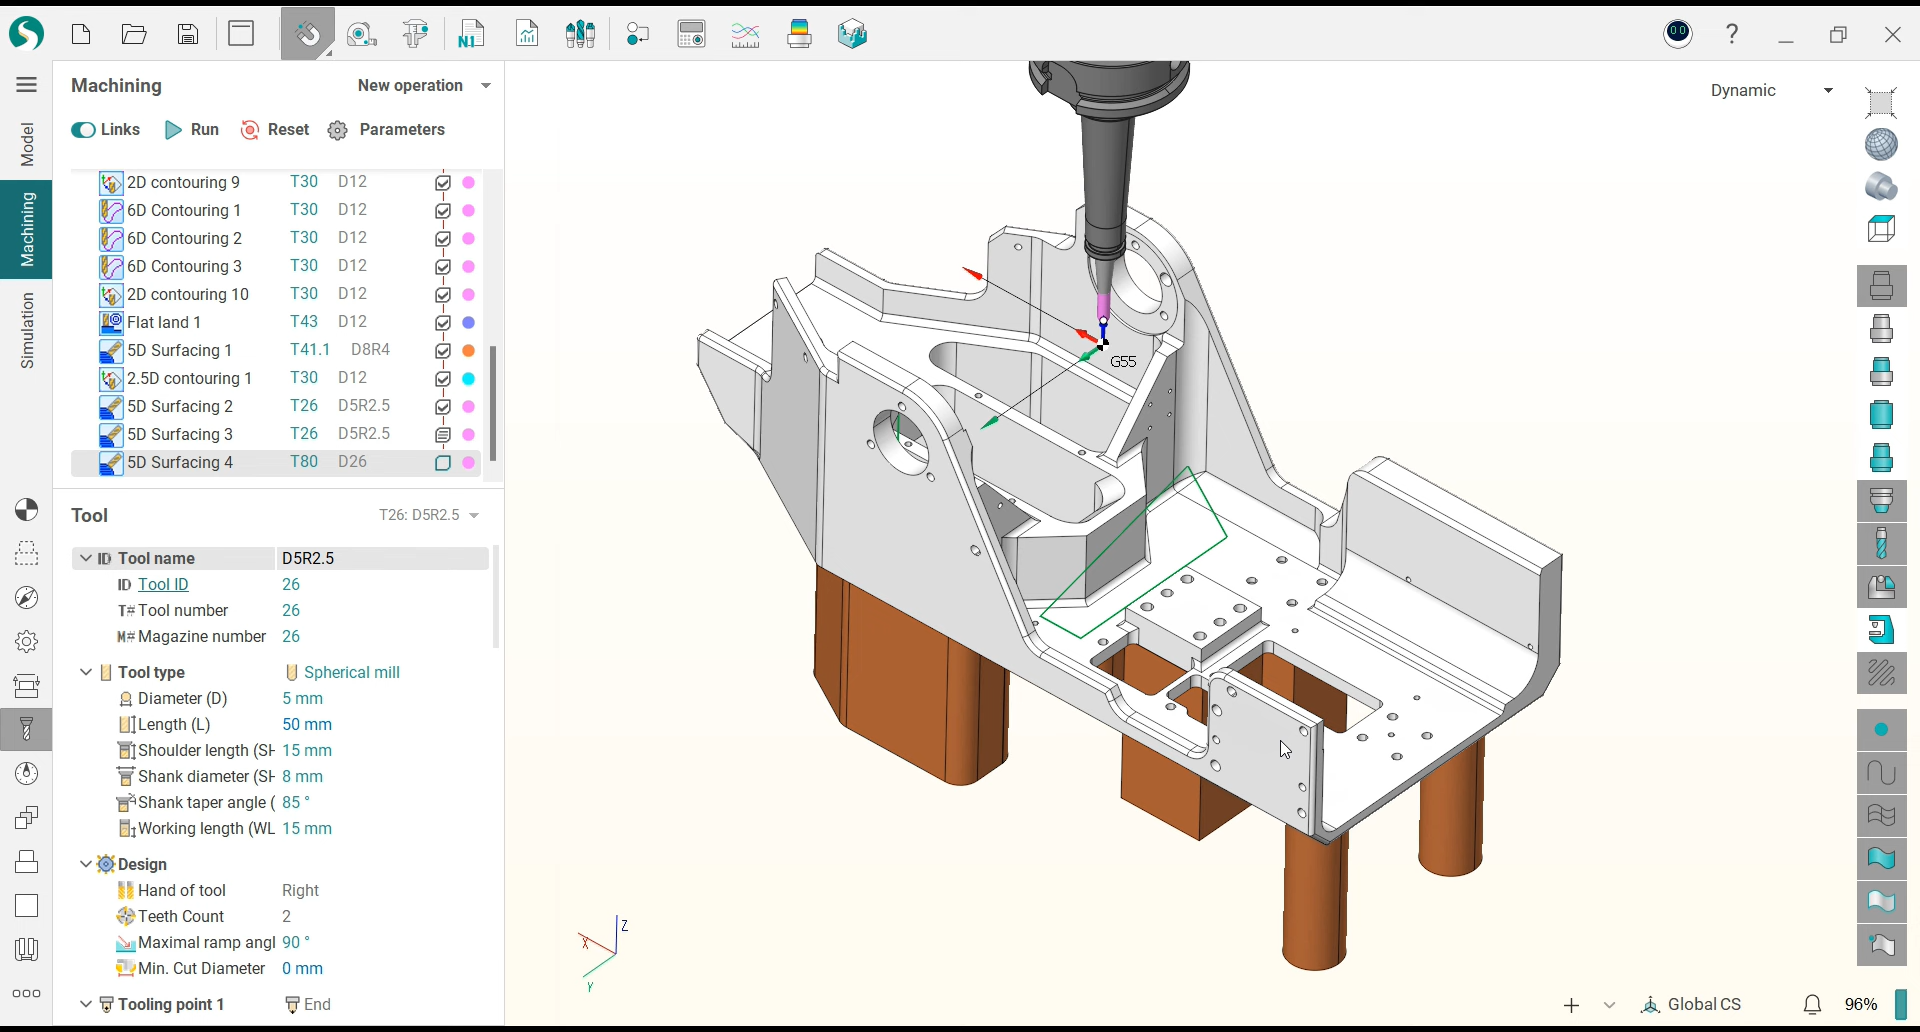 N1
Machining
New operation
Links
Run
Reset
Parameters
Model
Machining
Simulation
2D contouring 9 T30 D12
6D Contouring 1 T30 D12
6D Contouring 2 T30 D12
6D Contouring 3 T30 D12
2D contouring 10 T30 D12
Flat land 1 T43 D12
5D Surfacing 1 T41.1 D8R4
2.5D contouring 1 T30 D12
5D Surfacing 2 T26 D5R2.5
5D Surfacing 3 T26 D5R2.5
5D Surfacing 4 T80 D26
Tool T26: D5R2.5
ID Tool name D5R2.5
ID Tool ID 26
T# Tool number 26
M# Magazine number 26
Tool type Spherical mill
Diameter (D) 5 mm
Length (L) 50 mm
Shoulder length (SH 15 mm
Shank diameter (SH 8 mm
Shank taper angle ( 85 °
Working length (WL 15 mm
Design
Hand of tool Right
Teeth Count 2
Maximal ramp angl 90 °
Min. Cut Diameter 0 mm
Tooling point 1 End
Dynamic
G55
Z
X
Y
Global CS
96%